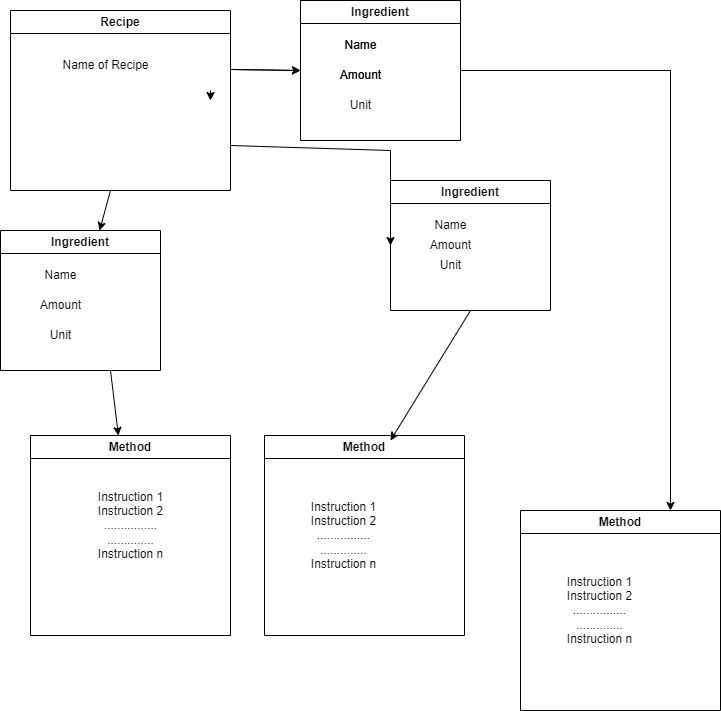 Recipe
Name of Recipe
Ingredient
Name
Amount
Unit
Ingredient
Name
Amount
Unit
Ingredient
Name
Amount
Unit
Method
Instruction 1
Instruction 2
................
..............
Instruction n
Method
Instruction 1
Instruction 2
................
..............
Instruction n
Method
Instruction 1
Instruction 2
................
..............
Instruction n